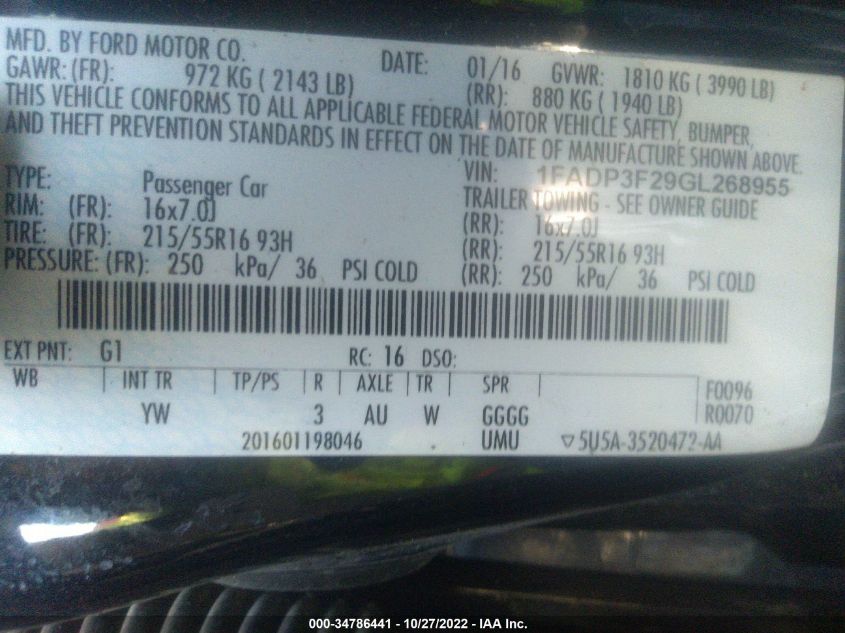 MFD. BY FORD MOTOR CO.
DATE: 01/16 GVWR: 1810 KG ( 3990 LB)
GAWR: (FR): 972 KG ( 2143 LB) (RR): 880 KG ( 1940 LB)
THIS VEHICLE CONFORMS TO ALL APPLICABLE FEDERAL MOTOR VEHICLE SAFETY, BUMPER,
AND THEFT PREVENTION STANDARDS IN EFFECT ON THE DATE OF MANUFACTURE SHOWN ABOVE.
VIN: 1FADP3F29GL268955
TYPE: Passenger Car TRAILER TOWING - SEE OWNER GUIDE
RIM: (FR): 16x7.0J (RR): 16x7.0J
TIRE: (FR): 215/55R16 93H (RR): 215/55R16 93H
PRESSURE: (FR): 250 kPa/ 36 PSI COLD (RR): 250 kPa/ 36 PSI COLD
EXT PNT: G1 RC: 16 DSO:
WB INT TR TP/PS R AXLE TR SPR F0096
YW 3 AU W GGGG R0070
201601198046 . UMU ▽5U5A-3520472-AA
000-34786441 - 10/27/2022 - IAA Inc.